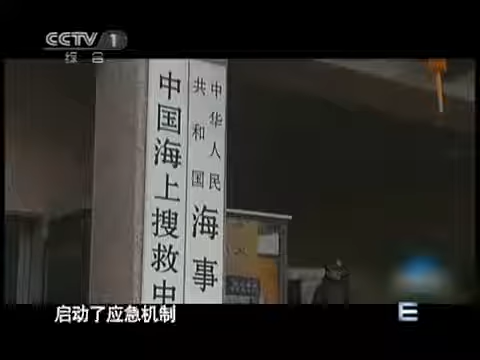 CCTV 1
综合
中国海上搜救中
中华人民
共和国
海事
启动了应急机制
E